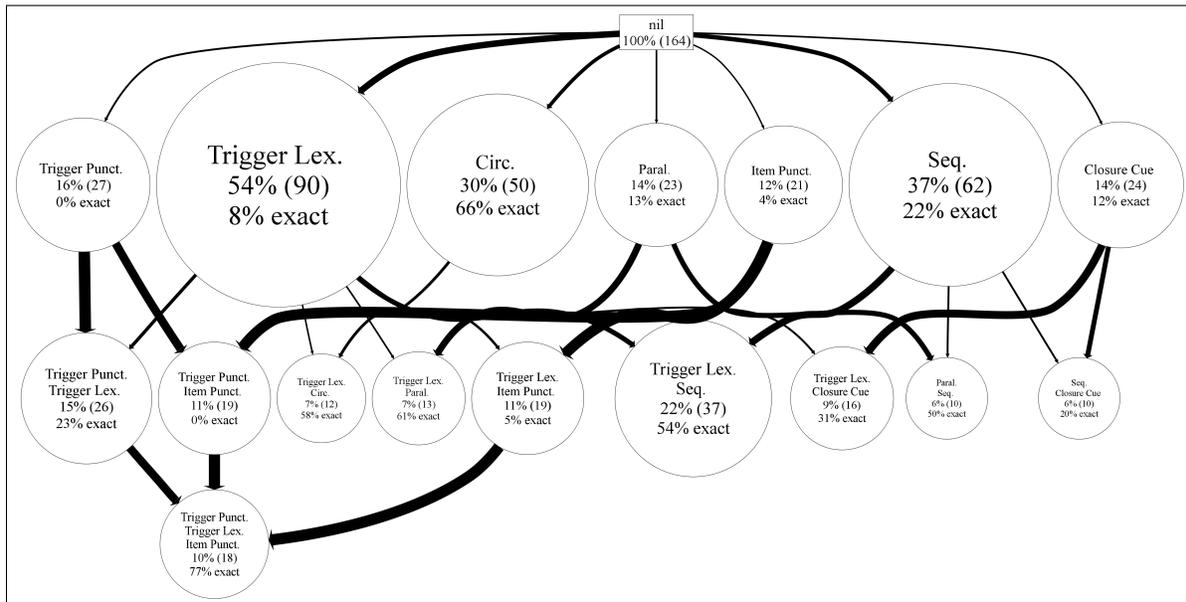 nil
100% (164)
Trigger Punct.
16% (27)
0% exact
Trigger Lex.
54% (90)
8% exact
Circ.
30% (50)
66% exact
Paral.
14% (23)
13% exact
Item Punct.
12% (21)
4% exact
Seq.
37% (62)
22% exact
Closure Cue
14% (24)
12% exact
Trigger Punct.
Trigger Lex.
15% (26)
23% exact
Trigger Punct.
Item Punct.
11% (19)
0% exact
Trigger Lex.
Circ.
7% (12)
58% exact
Trigger Lex.
Paral.
7% (13)
61% exact
Trigger Lex.
Item Punct.
11% (19)
5% exact
Trigger Lex.
Seq.
22% (37)
54% exact
Trigger Lex.
Closure Cue
9% (16)
31% exact
Paral.
Seq.
6% (10)
50% exact
Seq.
Closure Cue
6% (10)
20% exact
Trigger Punct.
Trigger Lex.
Item Punct.
10% (18)
77% exact